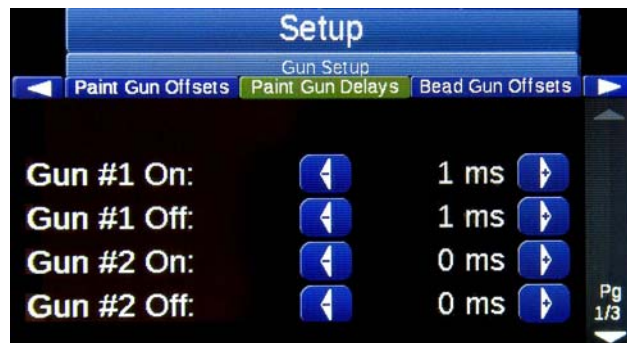 Setup
Gun Setup
Paint Gun Offsets Paint Gun Delays Bead Gun Offsets
Gun #1 On: - 1 ms +
Gun #1 Off: - 1 ms +
Gun #2 On: - 0 ms +
Gun #2 Off: - 0 ms +
Pg
1/3